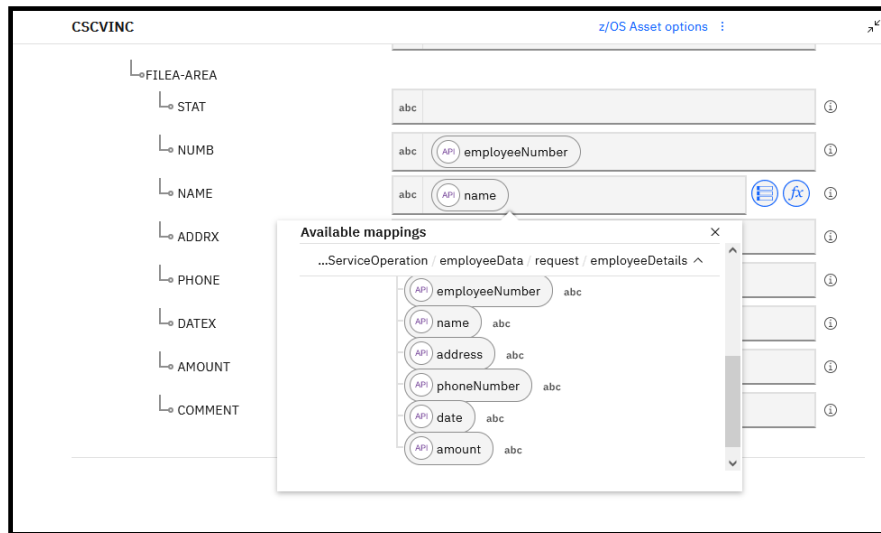 CSCVINC z/OS Asset options
FILEA-AREA
STAT abc
NUMB abc API employeeNumber
NAME abc API name fx
ADDRX
PHONE
DATEX
AMOUNT
COMMENT
Available mappings
...ServiceOperation / employeeData / request / employeeDetails
API employeeNumber abc
API name abc
API address abc
API phoneNumber abc
API date abc
API amount abc